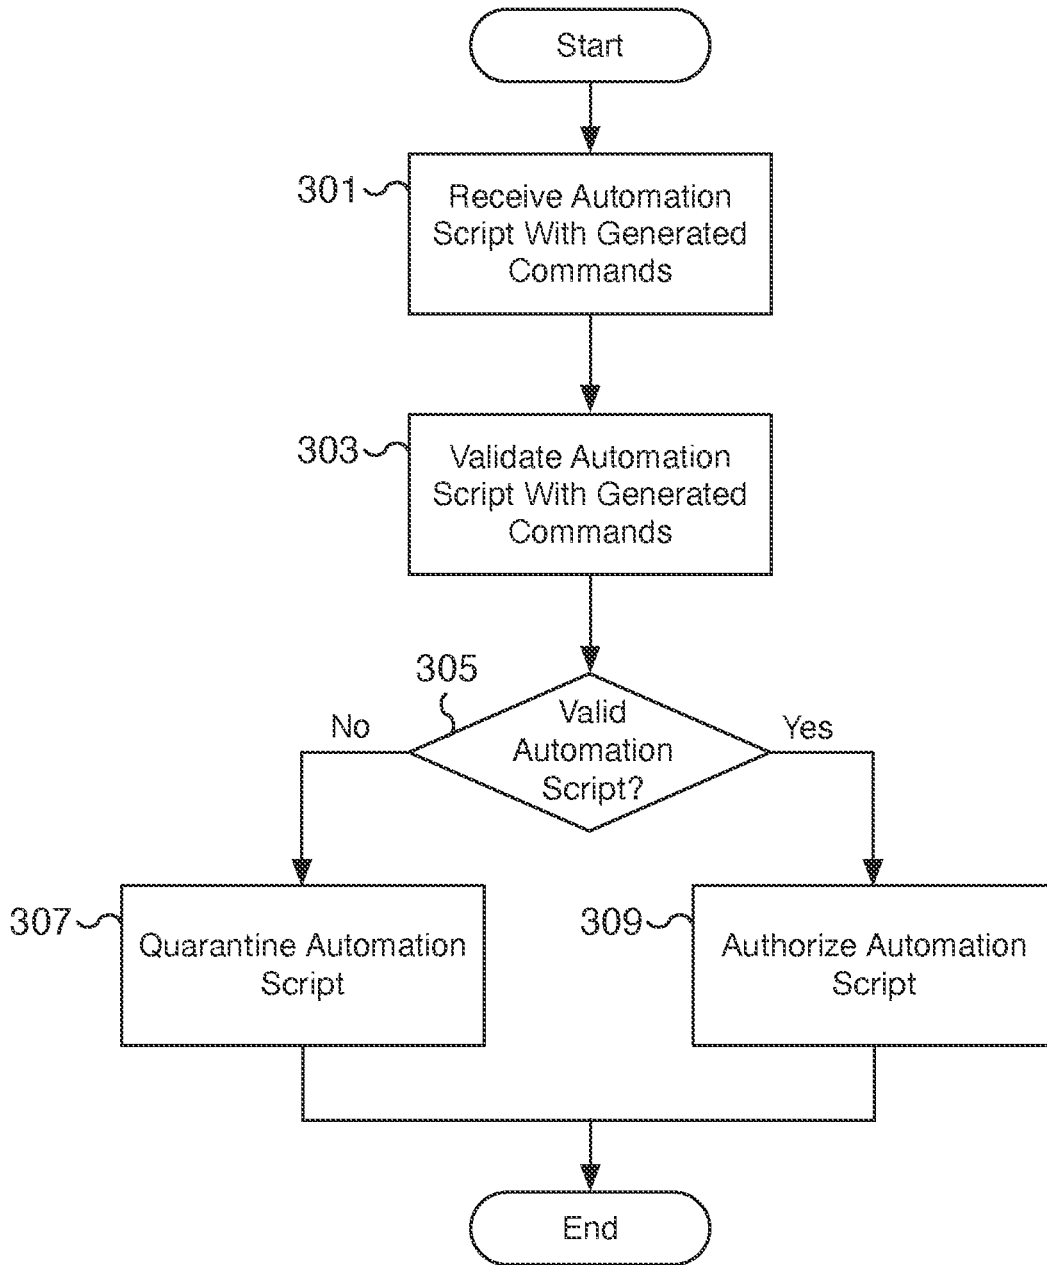 Start
301
Receive Automation
Script With Generated
Commands
303
Validate Automation
Script With Generated
Commands
305
Valid
Automation
Script?
No
Yes
307
Quarantine Automation
Script
309
Authorize Automation
Script
End